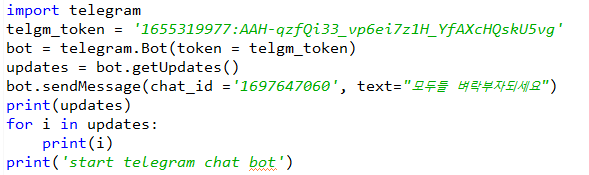 import telegram
telgm_token = '1655319977:AAH-qzfQi33_vp6ei7z1H_YfAXcHQskU5vg'
bot = telegram.Bot(token = telgm_token)
updates = bot.getUpdates()
bot.sendMessage(chat_id ='1697647060', text="모두들 벼락부자되세요")
print(updates)
for i in updates:
    print(i)
print('start telegram chat bot')